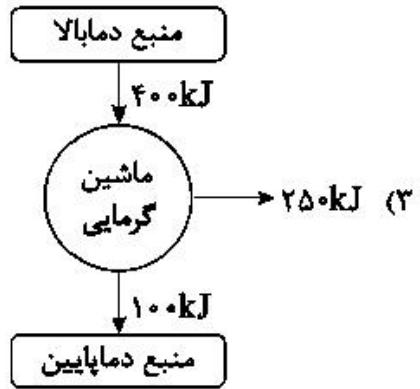 منبع دمابالا
۴۰۰kJ
ماشین
گرمایی
۲۵۰kJ (۳
۱۰۰kJ
منبع دماپایین